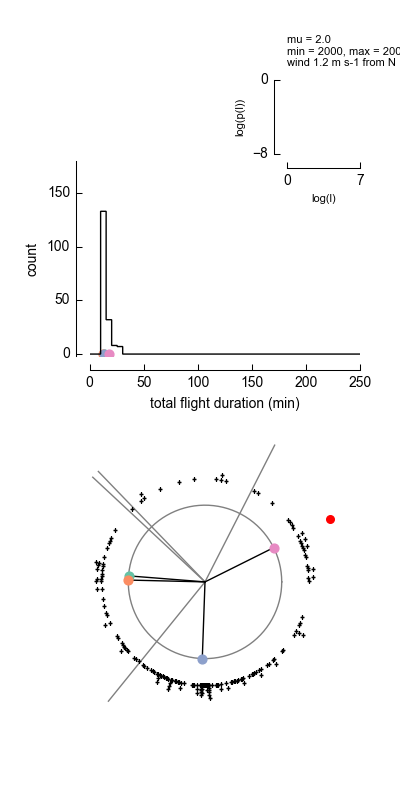 mu = 2.0
min = 2000, max = 200
wind 1.2 m s-1 from N
0
log(p(l))
−8
0
7
log(l)
150
100
50
0
count
0
50
100
150
200
250
total flight duration (min)